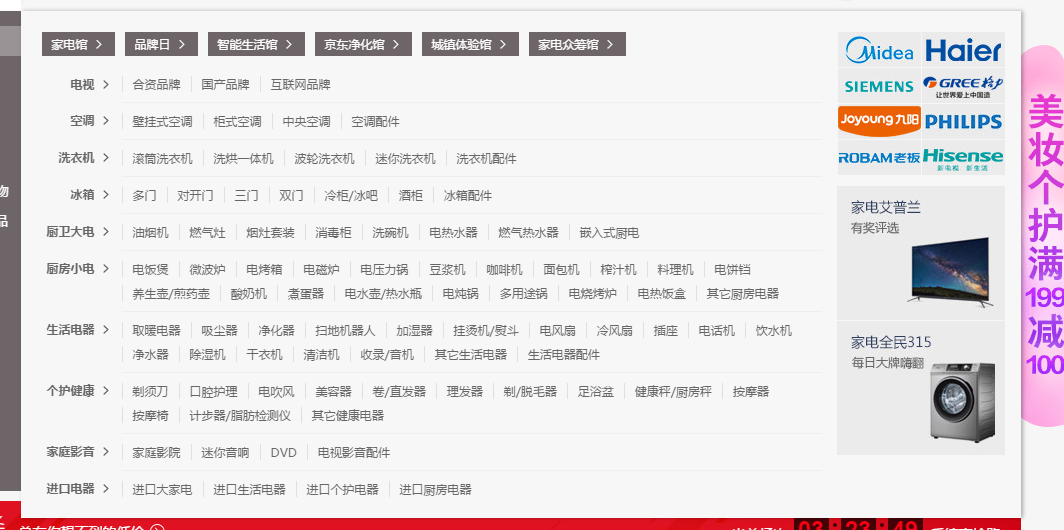 家电馆 > 品牌日 > 智能生活馆 > 京东净化馆 > 城镇体验馆 > 家电众筹馆 >
电视 > 合资品牌 国产品牌 互联网品牌
空调 > 壁挂式空调 柜式空调 中央空调 空调配件
洗衣机 > 滚筒洗衣机 洗烘一体机 波轮洗衣机 迷你洗衣机 洗衣机配件
冰箱 > 多门 对开门 三门 双门 冷柜/冰吧 酒柜 冰箱配件
厨卫大电 > 油烟机 燃气灶 烟灶套装 消毒柜 洗碗机 电热水器 燃气热水器 嵌入式厨电
厨房小电 > 电饭煲 微波炉 电烤箱 电磁炉 电压力锅 豆浆机 咖啡机 面包机 榨汁机 料理机 电饼铛
养生壶/煎药壶 酸奶机 煮蛋器 电水壶/热水瓶 电炖锅 多用途锅 电烧烤炉 电热饭盒 其它厨房电器
生活电器 > 取暖电器 吸尘器 净化器 扫地机器人 加湿器 挂烫机/熨斗 电风扇 冷风扇 插座 电话机 饮水机
净水器 除湿机 干衣机 清洁机 收录/音机 其它生活电器 生活电器配件
个护健康 > 剃须刀 口腔护理 电吹风 美容器 卷/直发器 理发器 剃/脱毛器 足浴盆 健康秤/厨房秤 按摩器
按摩椅 计步器/脂肪检测仪 其它健康电器
家庭影音 > 家庭影院 迷你音响 DVD 电视影音配件
进口电器 > 进口大家电 进口生活电器 进口个护电器 进口厨房电器
Midea Haier
SIEMENS GREE格力
让世界爱上中国造
Joyoung九阳 PHILIPS
ROBAM老板 Hisense
新电视 新生活
家电艾普兰
有奖评选
家电全民315
每日大牌嗨翻
美
妆
个
护
满
199
减
100
物
品
03:23:49